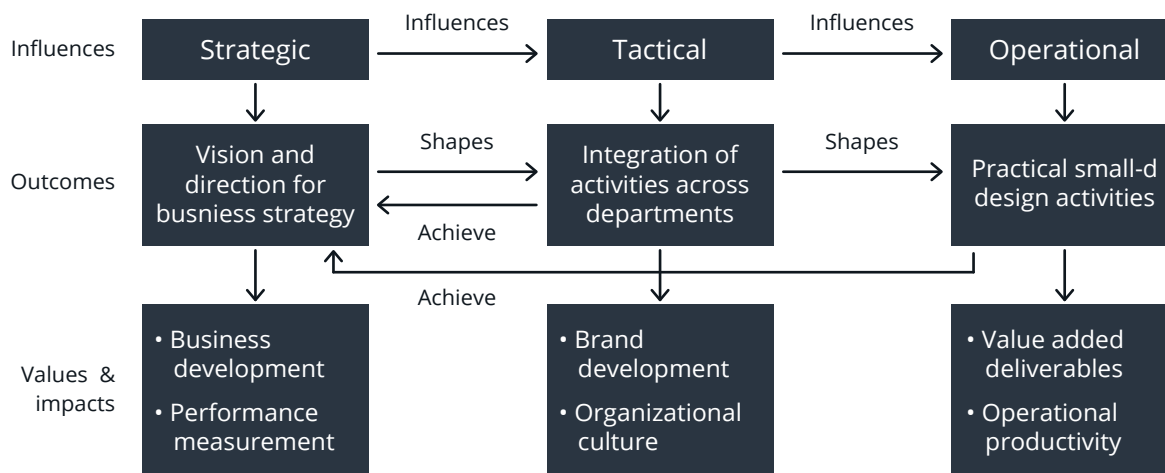 Influences
Influences
Influences
Strategic
Tactical
Operational
Outcomes
Vision and
direction for
busniess strategy
Shapes
Achieve
Integration of
activities across
departments
Shapes
Practical small-d
design activities
Achieve
Values &
impacts
• Business
development
• Performance
measurement
• Brand
development
• Organizational
culture
• Value added
deliverables
• Operational
productivity